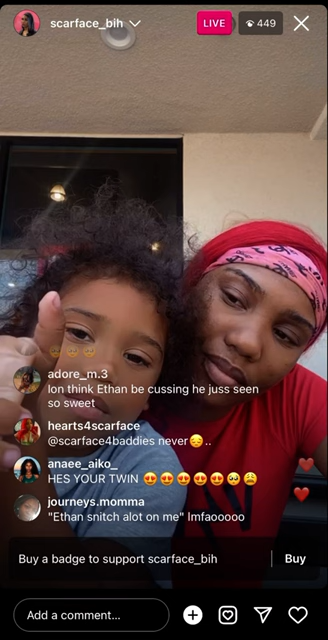 scarface_bih
LIVE
449
adore_m.3
Ion think Ethan be cussing he juss seen
so sweet
hearts4scarface
@scarface4baddies never😔..
anaee_aiko_
HES YOUR TWIN 😍😍😍😍😍🥹😩
journeys.momma
"Ethan snitch alot on me" lmfaooooo
Buy a badge to support scarface_bih
Buy
Add a comment...